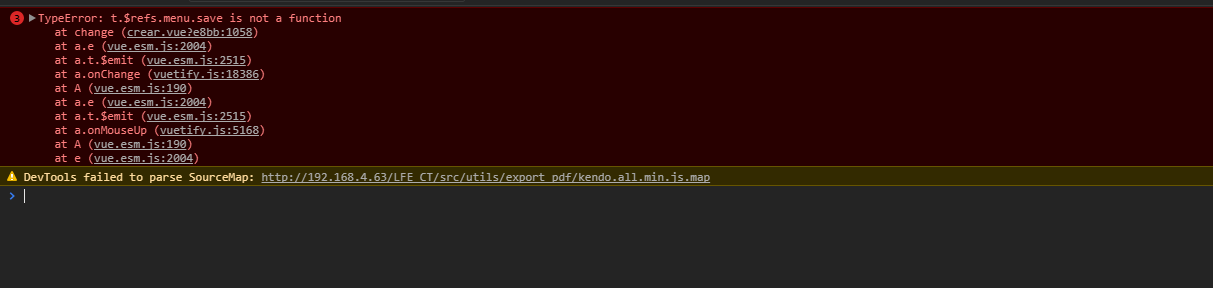 3 ▶TypeError: t.$refs.menu.save is not a function
at change (crear.vue?e8bb:1058)
at a.e (vue.esm.js:2004)
at a.t.$emit (vue.esm.js:2515)
at a.onChange (vuetify.js:18386)
at A (vue.esm.js:190)
at a.e (vue.esm.js:2004)
at a.t.$emit (vue.esm.js:2515)
at a.onMouseUp (vuetify.js:5168)
at A (vue.esm.js:190)
at e (vue.esm.js:2004)
DevTools failed to parse SourceMap: http://192.168.4.63/LFE_CT/src/utils/export_pdf/kendo.all.min.js.map
>